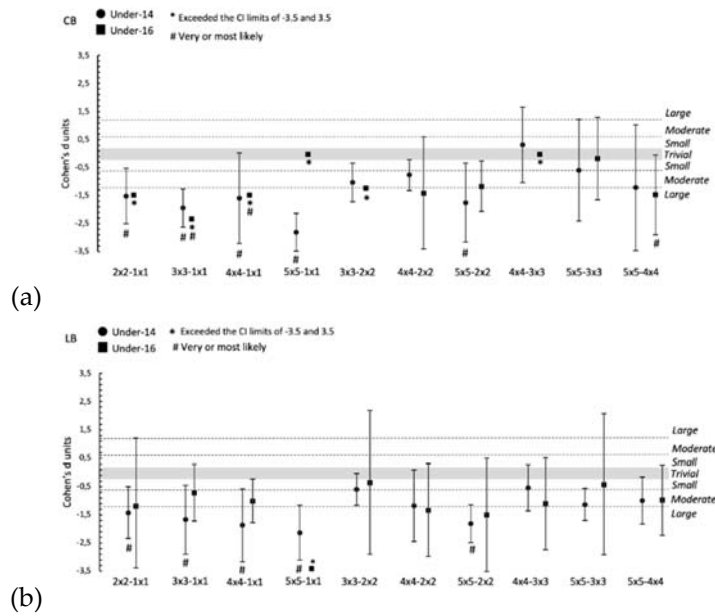 CB
● Under-14 * Exceeded the CI limits of -3.5 and 3.5
■ Under-16 # Very or most likely
Cohen's d units
3,5
2,5
1,5
0,5
-0,5
-1,5
-2,5
-3,5
Large
Moderate
Small
Trivial
Small
Moderate
Large
* # * # # * # * # * # * #
2x2-1x1 3x3-1x1 4x4-1x1 5x5-1x1 3x3-2x2 4x4-2x2 5x5-2x2 4x4-3x3 5x5-3x3 5x5-4x4
(a)
LB
● Under-14 * Exceeded the CI limits of -3.5 and 3.5
■ Under-16 # Very or most likely
Cohen's d units
3,5
2,5
1,5
0,5
-0,5
-1,5
-2,5
-3,5
Large
Moderate
Small
Trivial
Small
Moderate
Large
# # # # * #
2x2-1x1 3x3-1x1 4x4-1x1 5x5-1x1 3x3-2x2 4x4-2x2 5x5-2x2 4x4-3x3 5x5-3x3 5x5-4x4
(b)